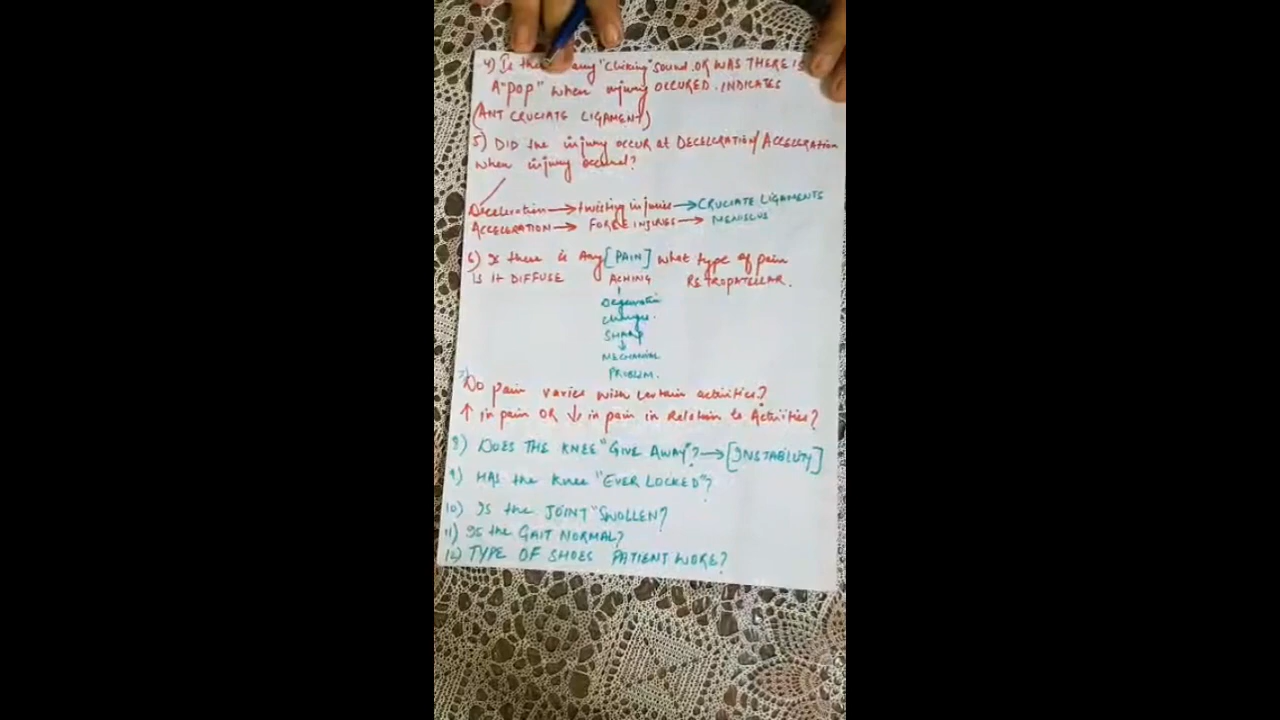 4) Is there any "clicking" sound. OR WAS THERE IS
A "POP" when injury OCCURED. INDICATES
(ANT CRUCIATE LIGAMENT)
5) DID the injury occur at DECELERATION/Acceleration
when injury occured?
Deceleration → twisting injuries → CRUCIATE LIGAMENTS
ACCELERATION → FORCE INJURIES → MENISCUS
6) Is there is Any [PAIN] what type of pain
IS It DIFFUSE ACHING RETROPATELLAR.
Degenerative
changes.
SHARP
↓
MECHANICAL
PROBLEM.
7) Do pain varies with certain activities?
↑ in pain OR ↓ in pain in Relation to Activities?
8) DOES THE KNEE "GIVE AWAY"? → [INSTABILITY]
9) HAS the knee "EVER LOCKED"?
10) Is the JOINT "SWOLLEN?
11) Is the GAIT NORMAL?
12) TYPE OF SHOES PATIENT WORE?